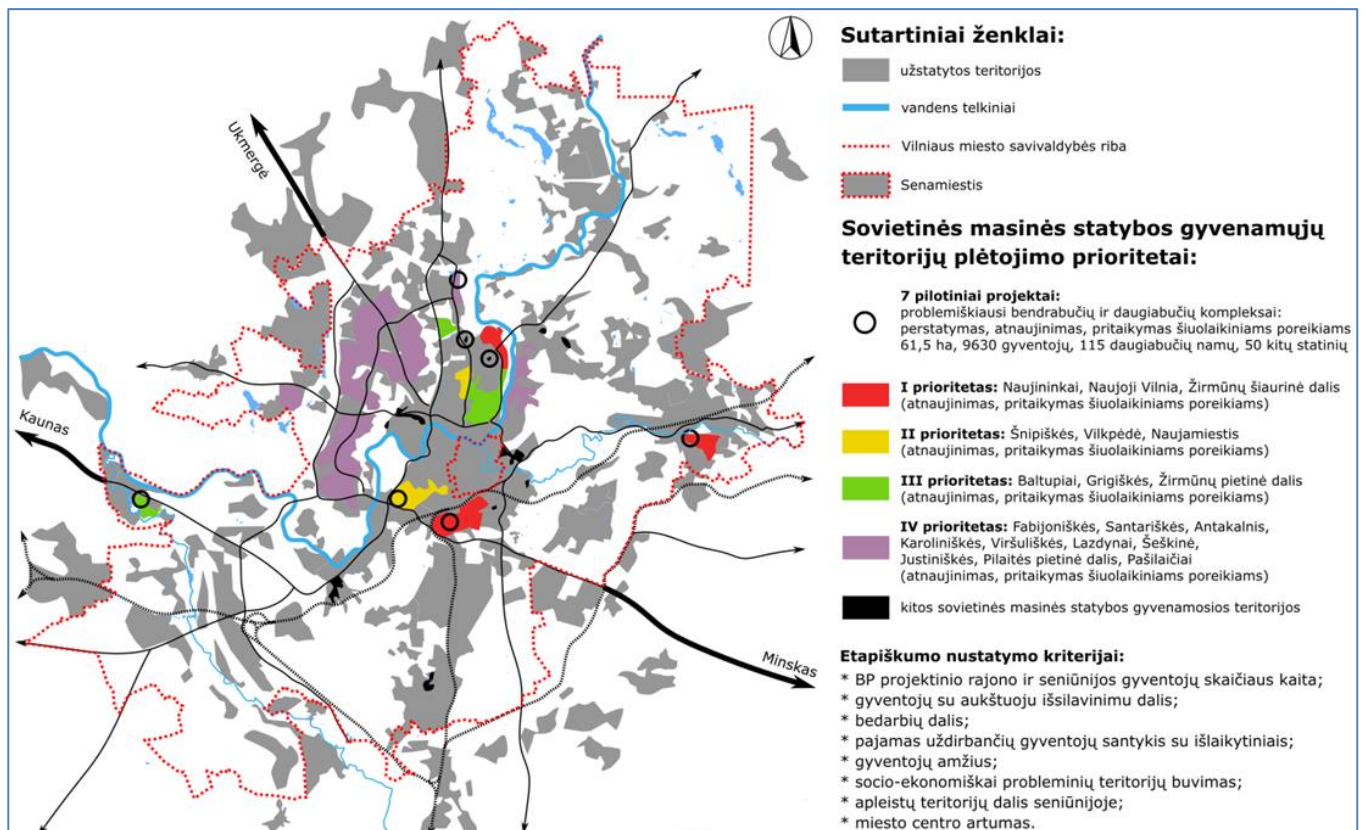 Sutartiniai ženklai:
užstatytos teritorijos
vandens telkiniai
Vilniaus miesto savivaldybės riba
Senamiestis
Sovietinės masinės statybos gyvenamųjų
teritorijų plėtojimo prioritetai:
7 pilotiniai projektai:
problemiškiausi bendrabučių ir daugiabučių kompleksai:
perstatymas, atnaujinimas, pritaikymas šiuolaikiniams poreikiams
61,5 ha, 9630 gyventojų, 115 daugiabučių namų, 50 kitų statinių
I prioritetas: Naujininkai, Naujoji Vilnia, Žirmūnų šiaurinė dalis
(atnaujinimas, pritaikymas šiuolaikiniams poreikiams)
II prioritetas: Šnipiškės, Vilkpėdė, Naujamiestis
(atnaujinimas, pritaikymas šiuolaikiniams poreikiams)
III prioritetas: Baltupiai, Grigiškės, Žirmūnų pietinė dalis
(atnaujinimas, pritaikymas šiuolaikiniams poreikiams)
IV prioritetas: Fabijoniškės, Santariškės, Antakalnis,
Karoliniškės, Viršuliškės, Lazdynai, Šeškinė,
Justiniškės, Pilaitės pietinė dalis, Pašilaičiai
(atnaujinimas, pritaikymas šiuolaikiniams poreikiams)
kitos sovietinės masinės statybos gyvenamosios teritorijos
Etapiškumo nustatymo kriterijai:
* BP projektinio rajono ir seniūnijos gyventojų skaičiaus kaita;
* gyventojų su aukštuoju išsilavinimu dalis;
* bedarbių dalis;
* pajamas uždirbančių gyventojų santykis su išlaikytiniais;
* gyventojų amžius;
* socio-ekonomiškai probleminių teritorijų buvimas;
* apleistų teritorijų dalis seniūnijoje;
* miesto centro artumas.
Ukmergė
Kaunas
Minskas